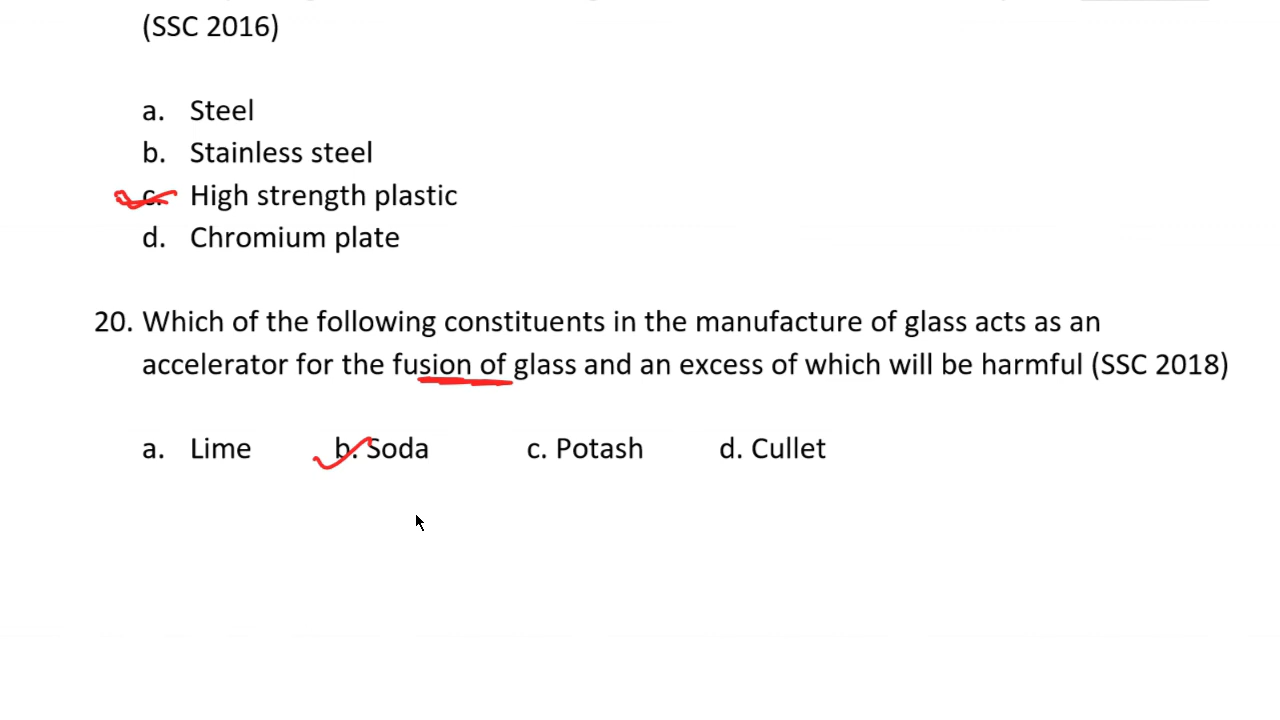 (SSC 2016)
a. Steel
b. Stainless steel
c. High strength plastic
d. Chromium plate
20. Which of the following constituents in the manufacture of glass acts as an
accelerator for the fusion of glass and an excess of which will be harmful (SSC 2018)
a. Lime b. Soda c. Potash d. Cullet